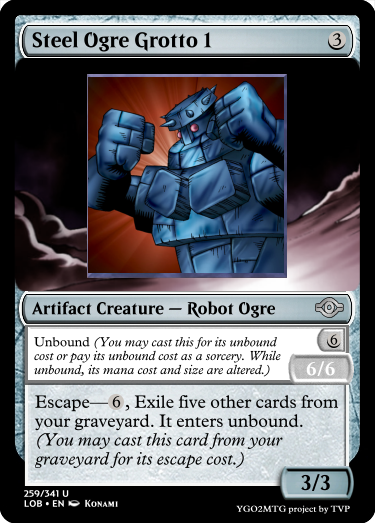 Steel Ogre Grotto 1 3
Artifact Creature — Robot Ogre
Unbound (You may cast this for its unbound 6
cost or pay its unbound cost as a sorcery. While
unbound, its mana cost and size are altered.) 6/6
Escape—6, Exile five other cards from
your graveyard. It enters unbound.
(You may cast this card from your
graveyard for its escape cost.)
3/3
259/341 U
LOB • EN Konami
YGO2MTG project by TVP